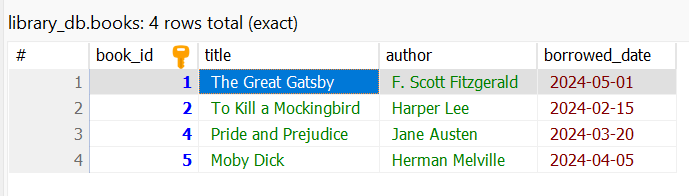 library_db.books: 4 rows total (exact)
# book_id title author borrowed_date
1 1 The Great Gatsby F. Scott Fitzgerald 2024-05-01
2 2 To Kill a Mockingbird Harper Lee 2024-02-15
3 4 Pride and Prejudice Jane Austen 2024-03-20
4 5 Moby Dick Herman Melville 2024-04-05